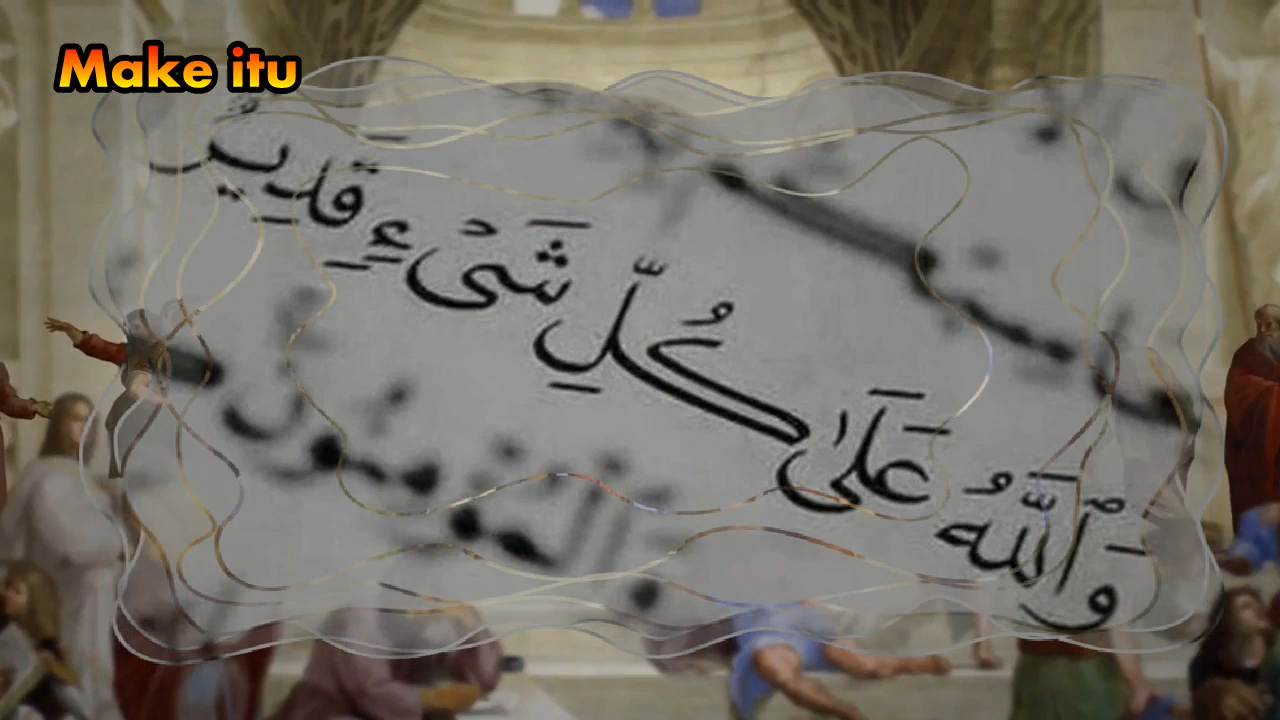 Make itu
وَٱللَّهُ عَلَىٰ كُلِّ شَىْءٍ قَدِيرٌ